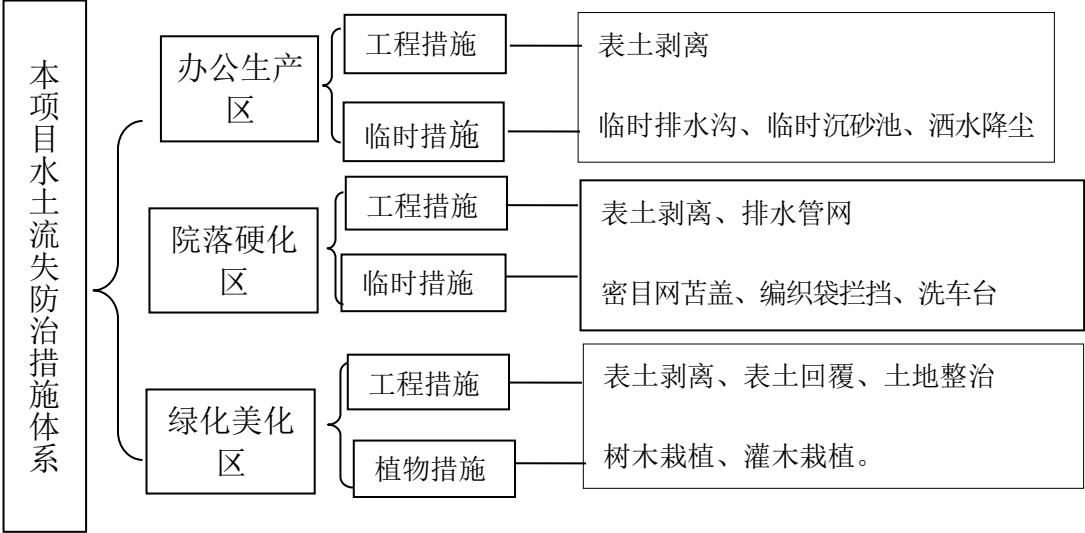 本项目水土流失防治措施体系
办公生产
区
工程措施
表土剥离
临时措施
临时排水沟、临时沉砂池、洒水降尘
院落硬化
区
工程措施
表土剥离、排水管网
临时措施
密目网苫盖、编织袋拦挡、洗车台
绿化美化
区
工程措施
表土剥离、表土回覆、土地整治
植物措施
树木栽植、灌木栽植。